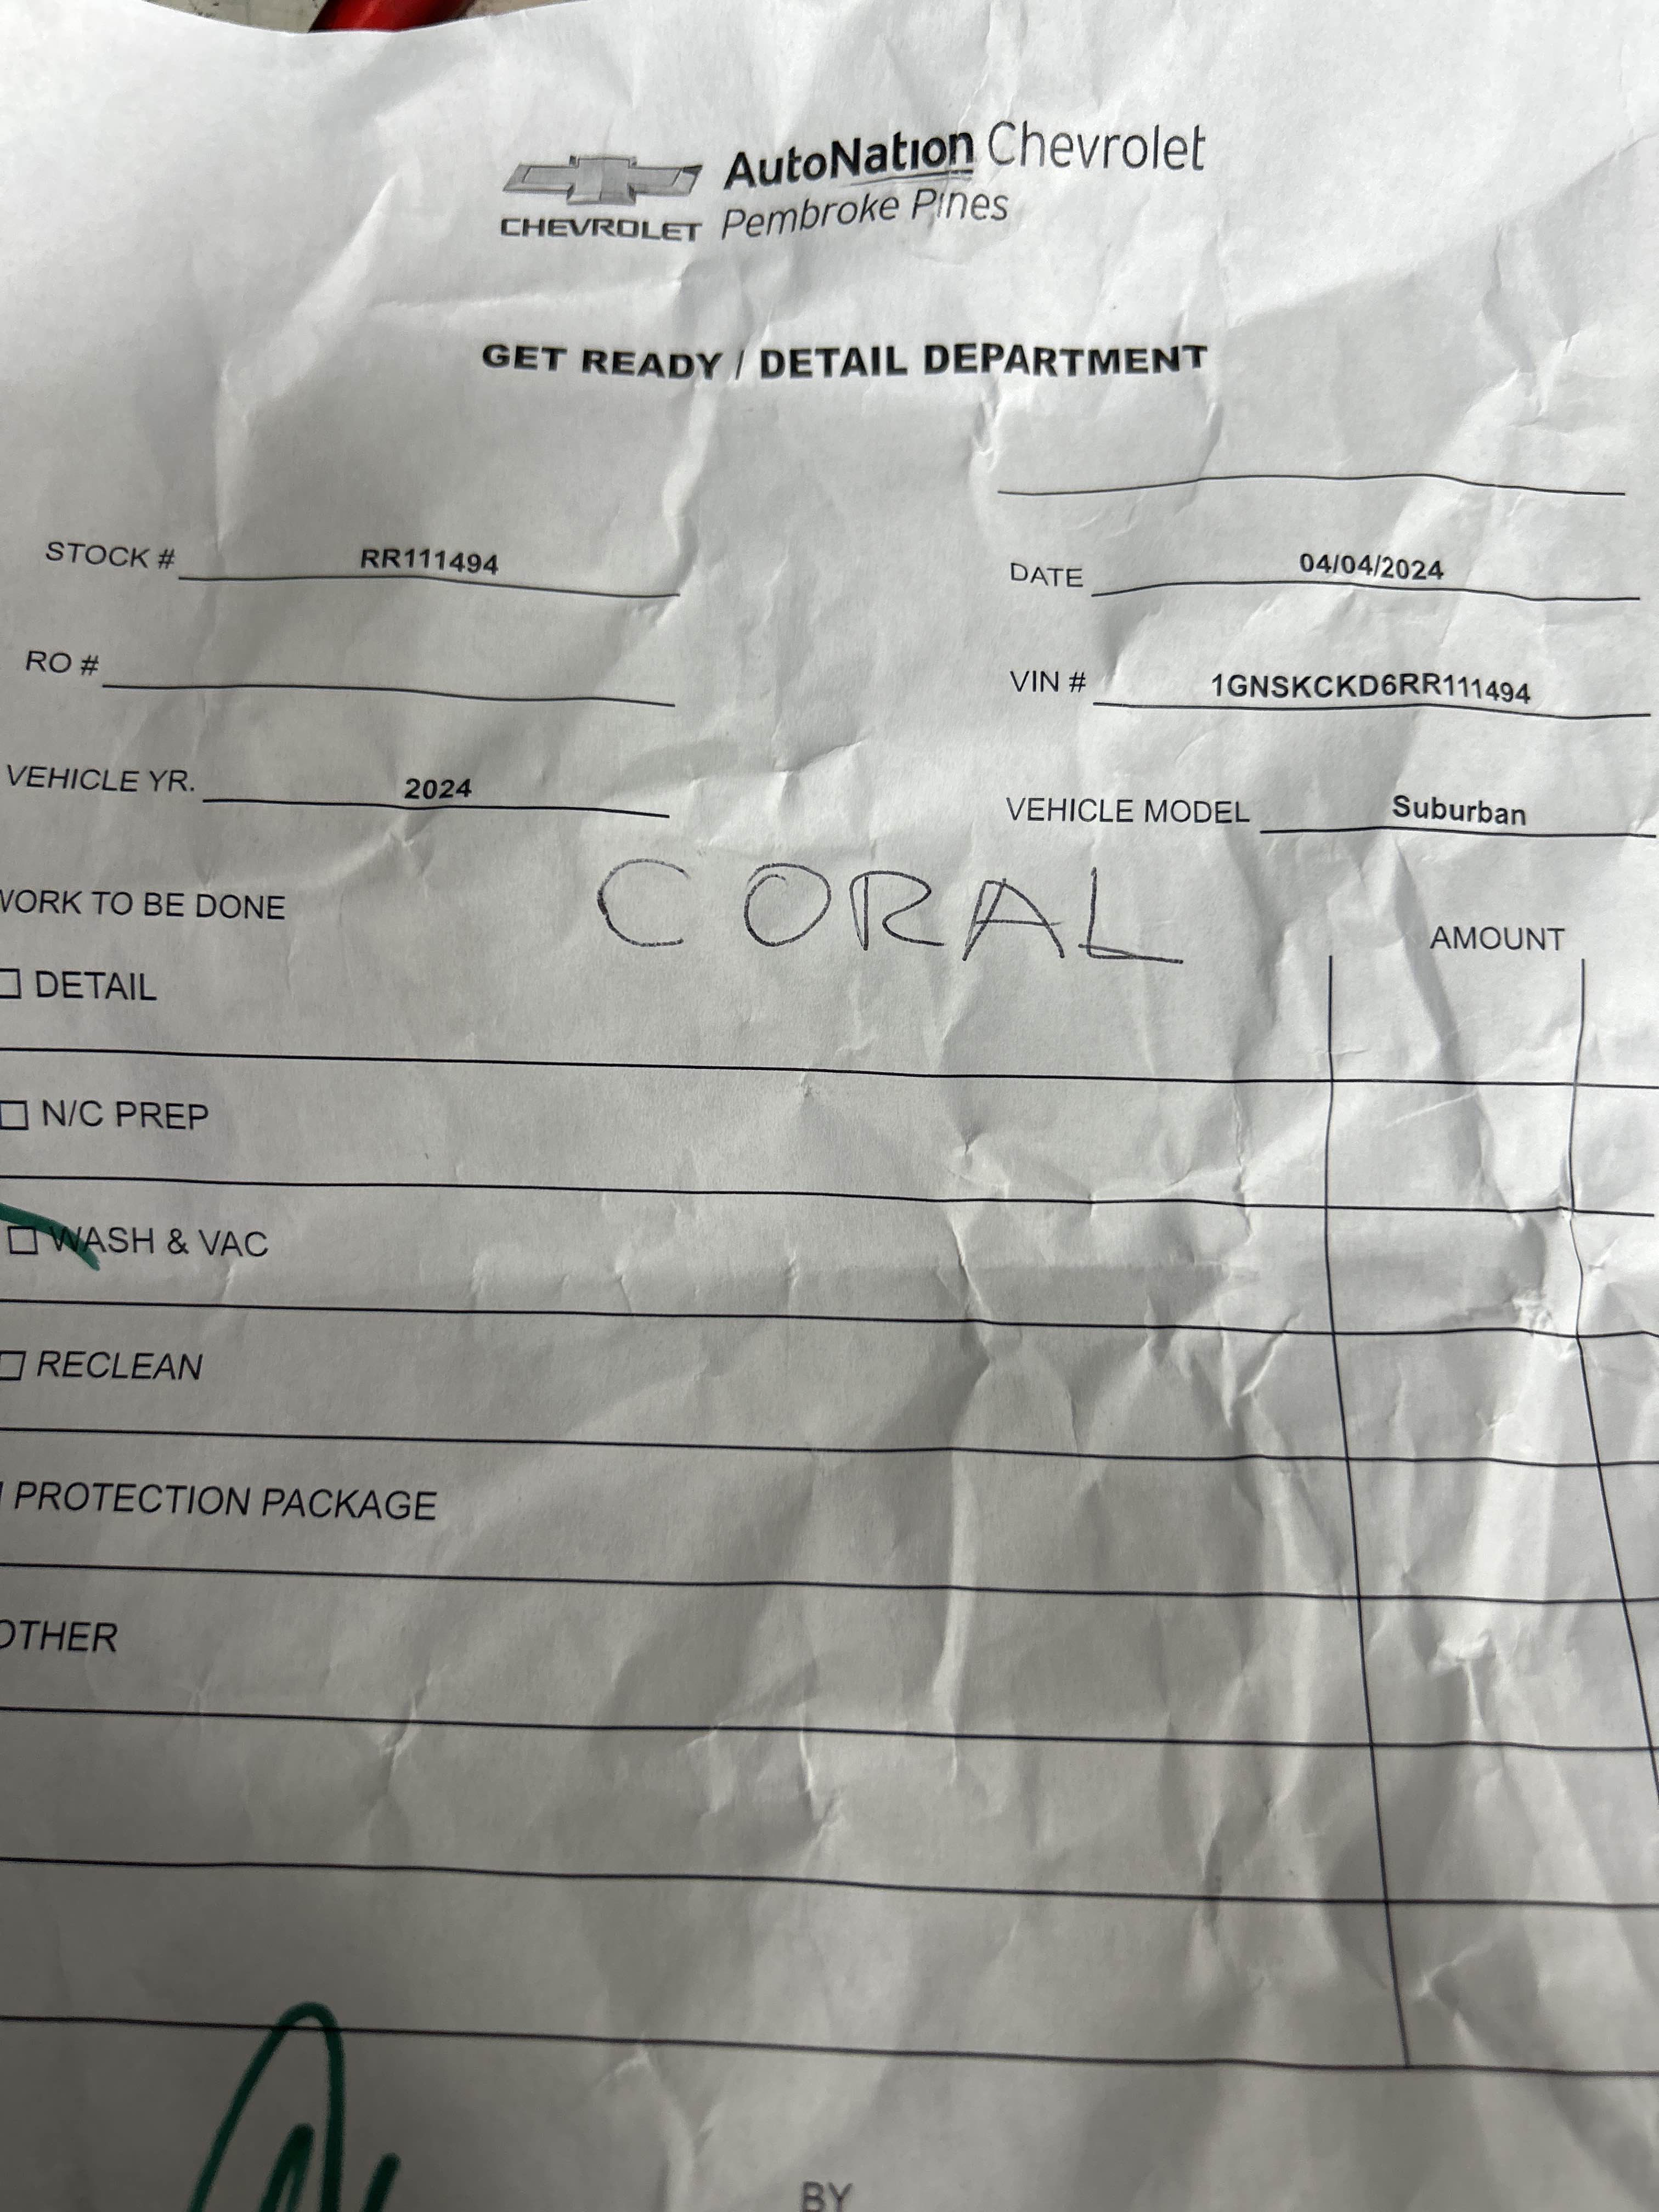 AutoNation Chevrolet
CHEVROLET Pembroke Pines
GET READY / DETAIL DEPARTMENT
STOCK # RR111494
DATE 04/04/2024
RO #
VIN # 1GNSKCKD6RR111494
VEHICLE YR. 2024
VEHICLE MODEL Suburban
WORK TO BE DONE
CORAL
AMOUNT
DETAIL
N/C PREP
WASH & VAC
RECLEAN
PROTECTION PACKAGE
OTHER
BY